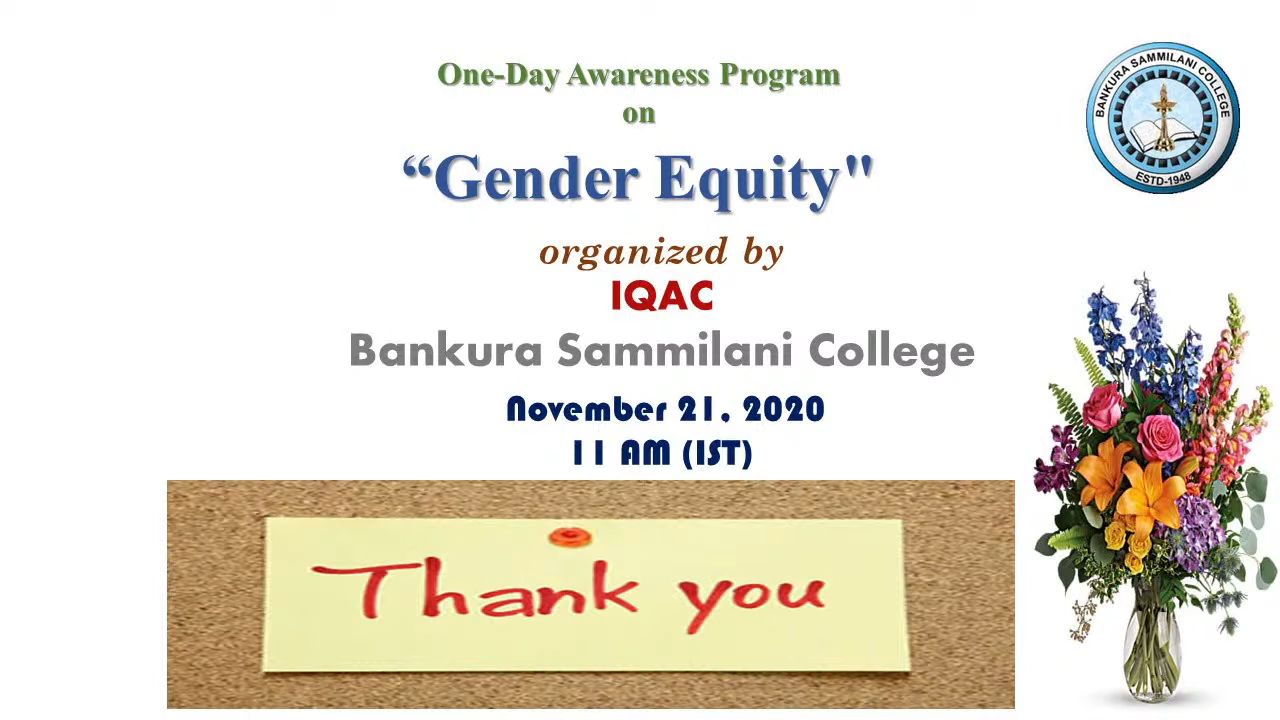 One-Day Awareness Program
on
“Gender Equity"
organized by
IQAC
Bankura Sammilani College
November 21, 2020
11 AM (IST)
Thank you
BANKURA SAMMILANI COLLEGE
ESTD-1948